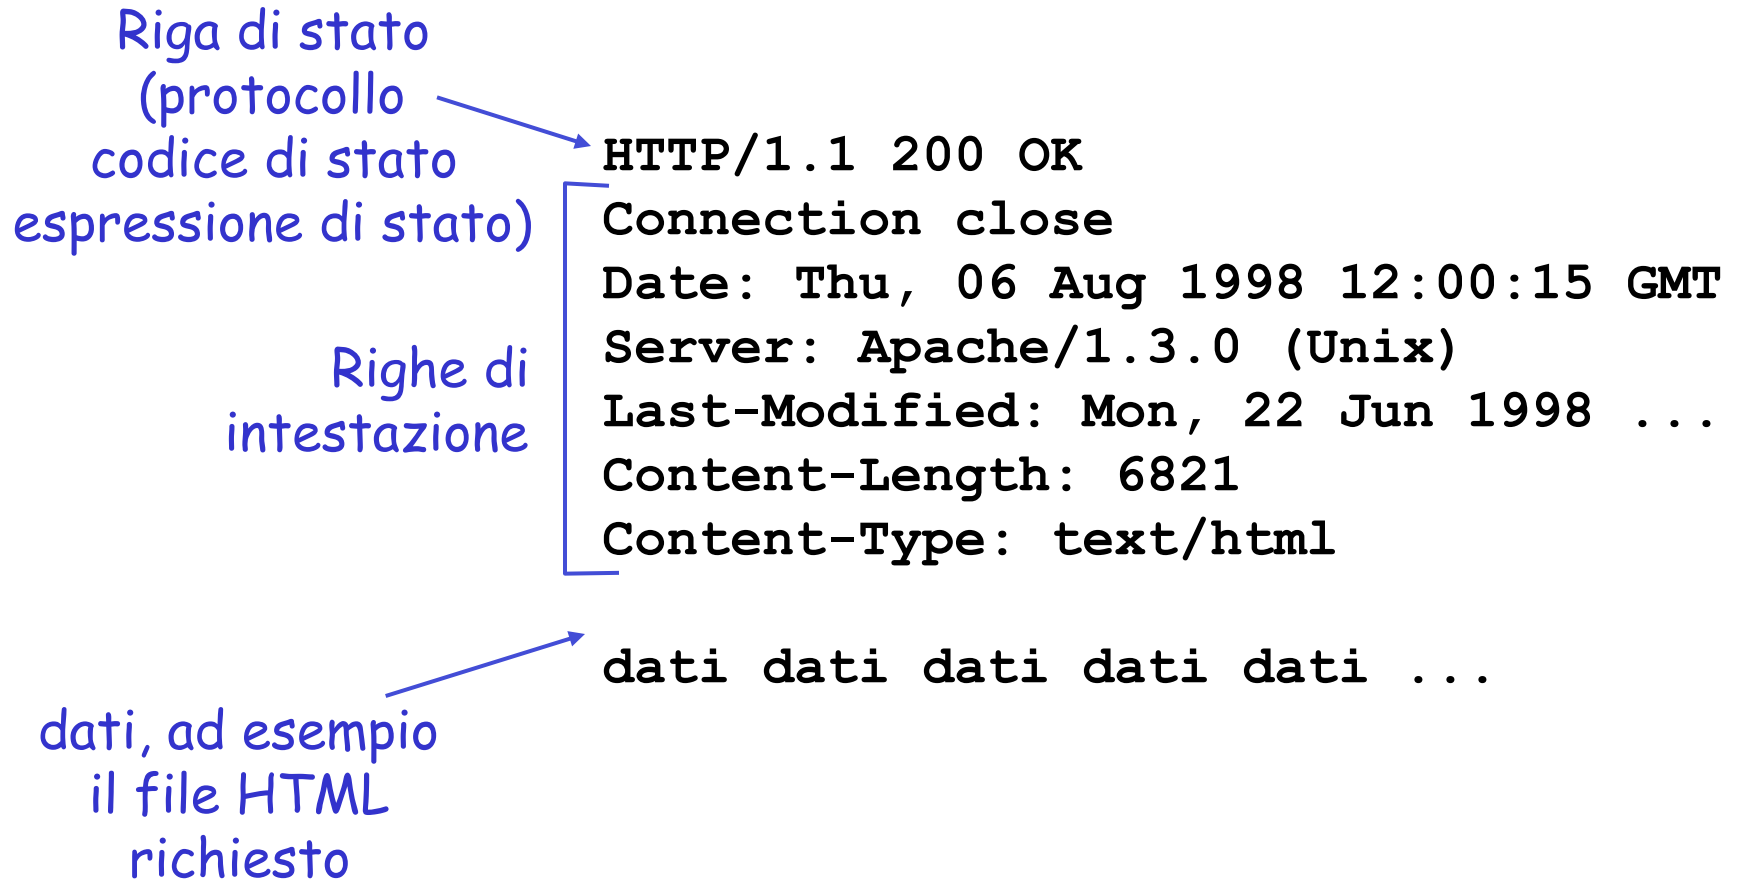 Riga di stato
(protocollo
codice di stato
espressione di stato)
HTTP/1.1 200 OK
Connection close
Date: Thu, 06 Aug 1998 12:00:15 GMT
Server: Apache/1.3.0 (Unix)
Last-Modified: Mon, 22 Jun 1998 ...
Content-Length: 6821
Content-Type: text/html
Righe di
intestazione
dati dati dati dati dati ...
dati, ad esempio
il file HTML
richiesto